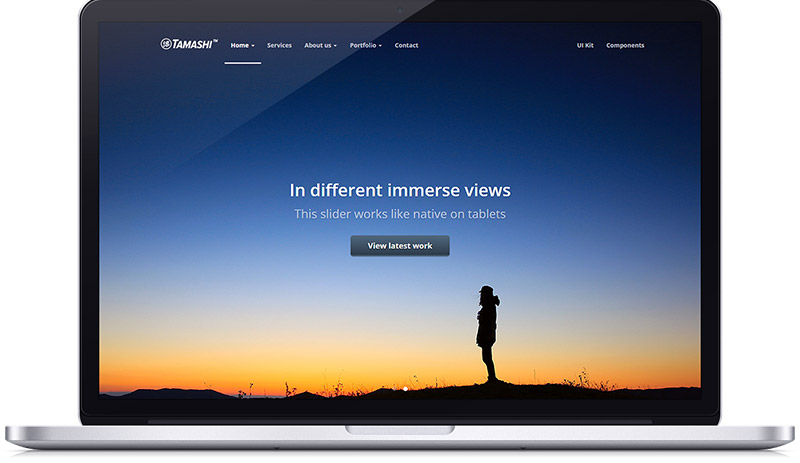 TAMASHI™ Home Services About us Portfolio Contact UI Kit Components
In different immerse views
This slider works like native on tablets
View latest work